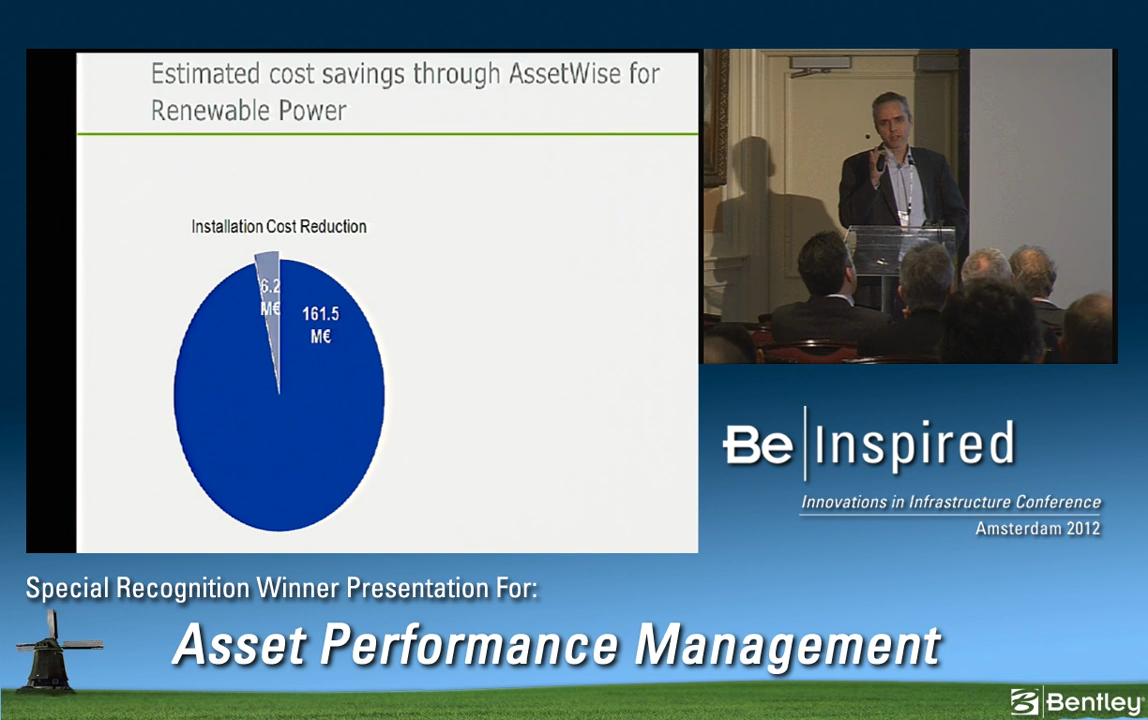 Estimated cost savings through AssetWise for
Renewable Power
Installation Cost Reduction
6.2
M€
161.5
M€
Be Inspired
Innovations in Infrastructure Conference
Amsterdam 2012
Special Recognition Winner Presentation For:
Asset Performance Management
Bentley